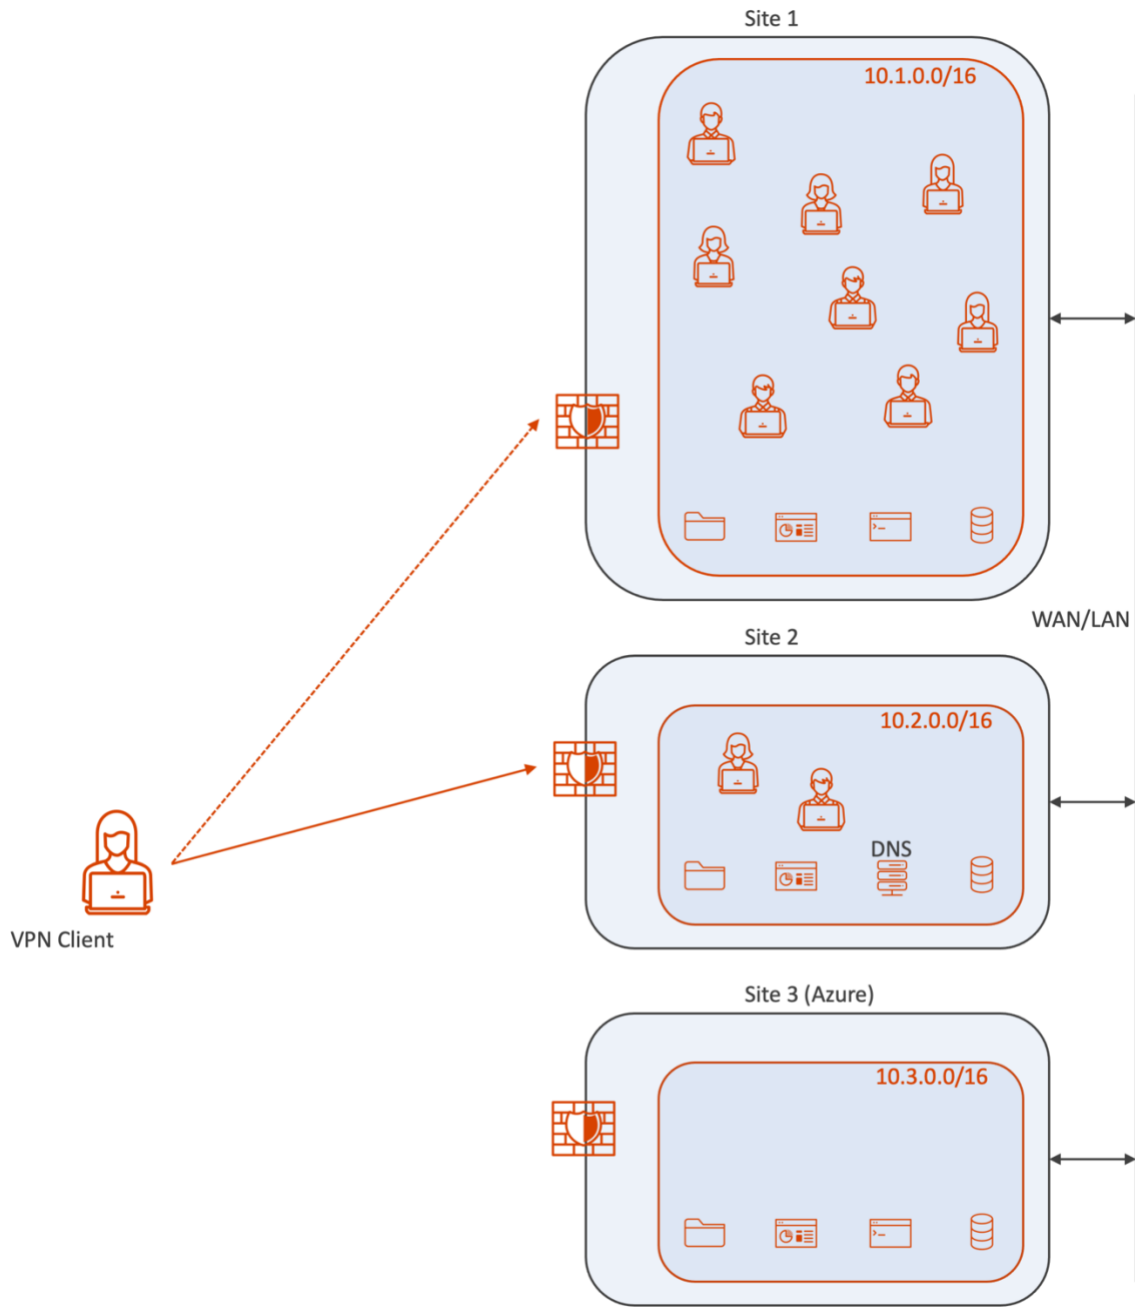 Site 1
10.1.0.0/16
WAN/LAN
Site 2
10.2.0.0/16
DNS
VPN Client
Site 3 (Azure)
10.3.0.0/16